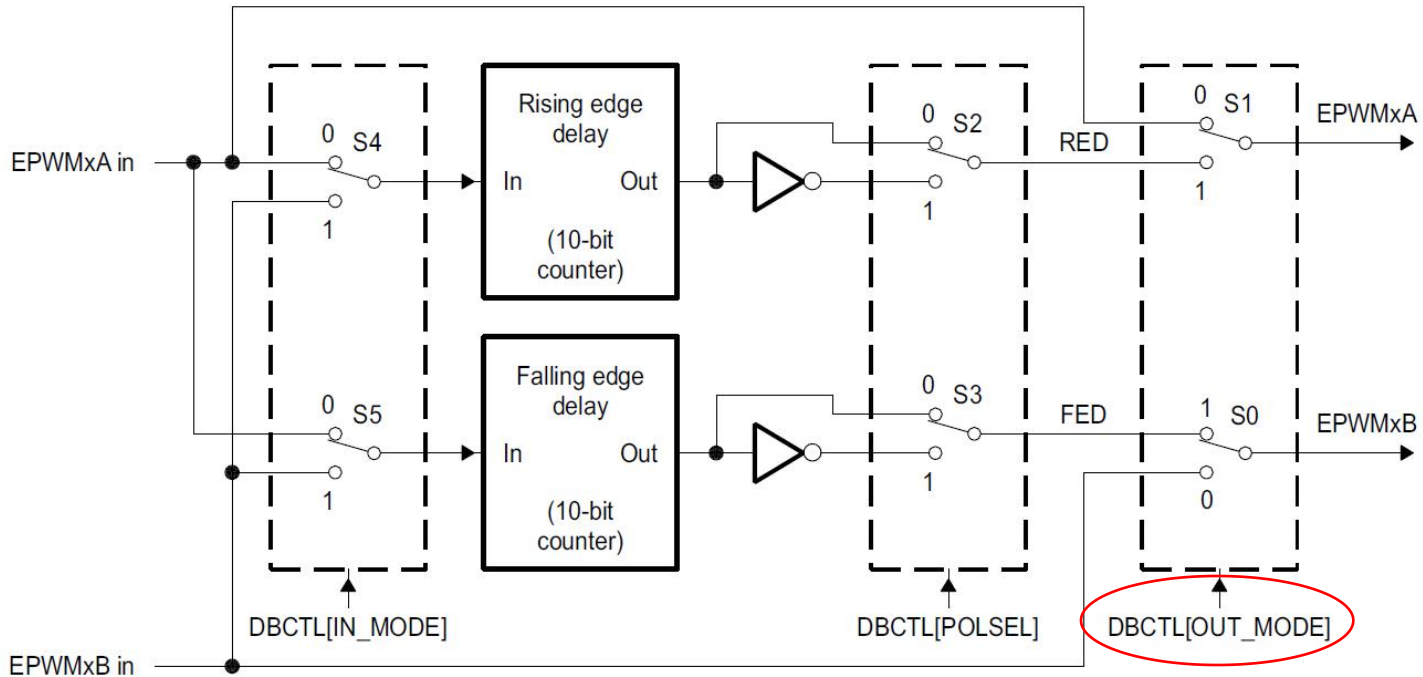 EPWMxA in
0
S4
1
Rising edge
delay
In
Out
(10-bit
counter)
0
S2
1
RED
0
S1
1
EPWMxA
0
S5
1
Falling edge
delay
In
Out
(10-bit
counter)
0
S3
1
FED
1
S0
0
EPWMxB
DBCTL[IN_MODE]
DBCTL[POLSEL]
DBCTL[OUT_MODE]
EPWMxB in